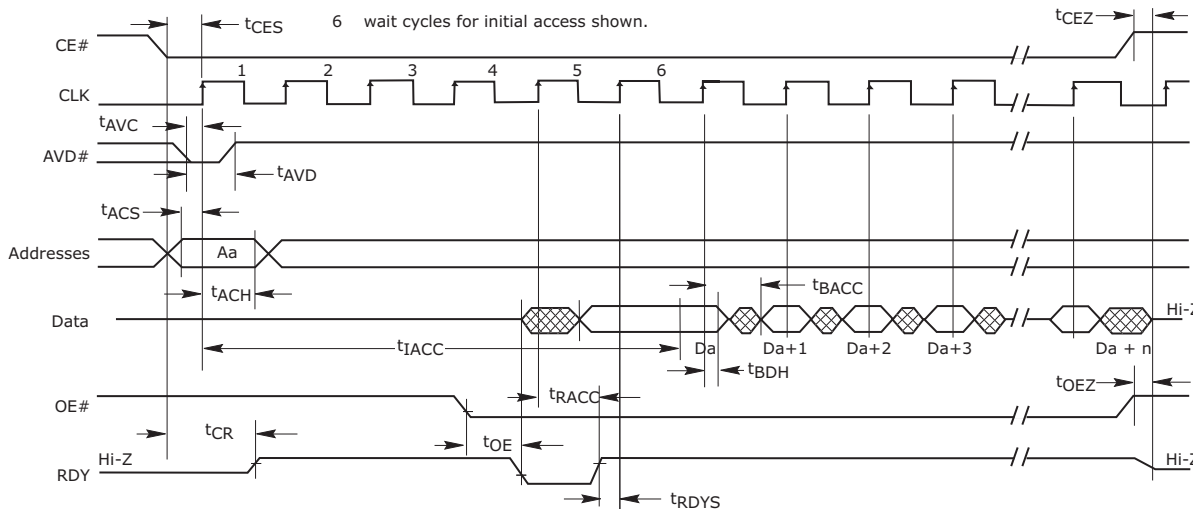 tCES
6 wait cycles for initial access shown.
tCEZ
CE#
1 2 3 4 5 6
CLK
tAVC
AVD#
tAVD
tACS
Addresses
Aa
tACH
tBACC
Data
Hi-Z
tIACC
Da Da+1 Da+2 Da+3 Da + n
tBDH
tOEZ
OE#
tRACC
tCR
tOE
Hi-Z
Hi-Z
RDY
tRDYS